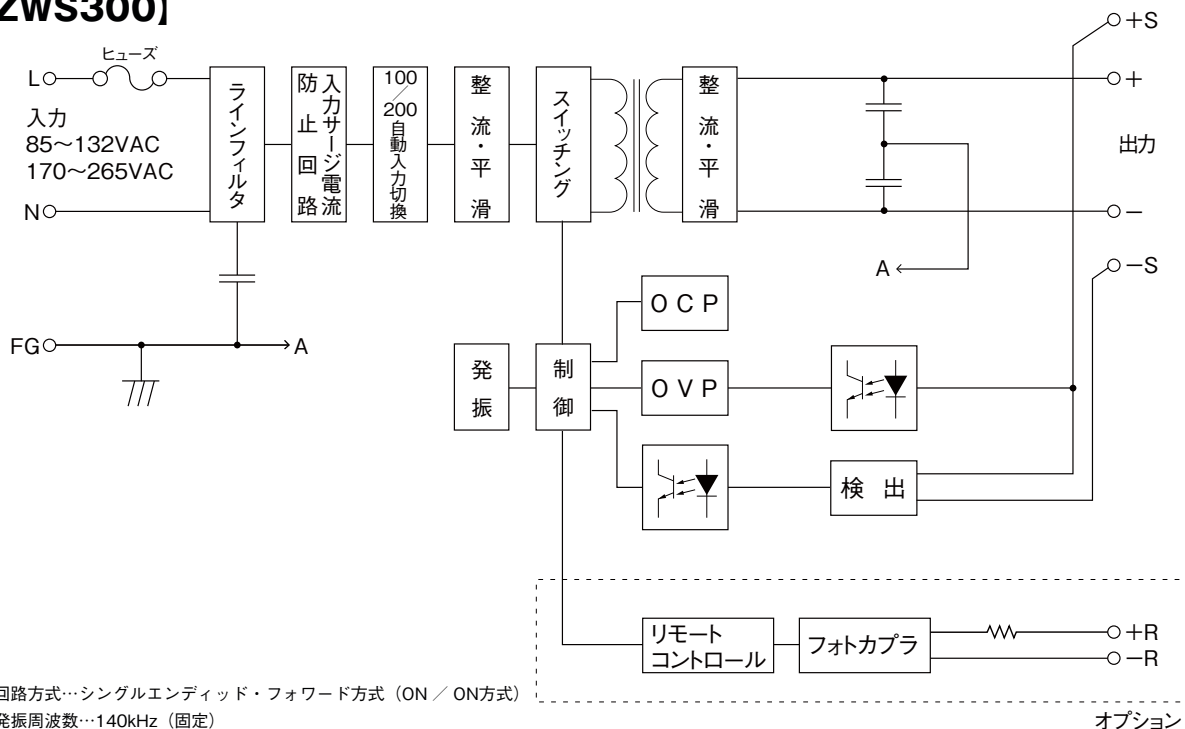 ZWS300】
ヒューズ
L
入力
85～132VAC
170～265VAC
N
FG
A
ラインフィルタ
入力サージ電流
防止回路
100／200自動入力切換
整流・平滑
スイッチング
整流・平滑
+S
+
出力
−
−S
A
OCP
発振
制御
OVP
検出
リモート
コントロール
フォトカプラ
+R
−R
回路方式…シングルエンディッド・フォワード方式（ON／ON方式）
発振周波数…140kHz（固定）
オプション